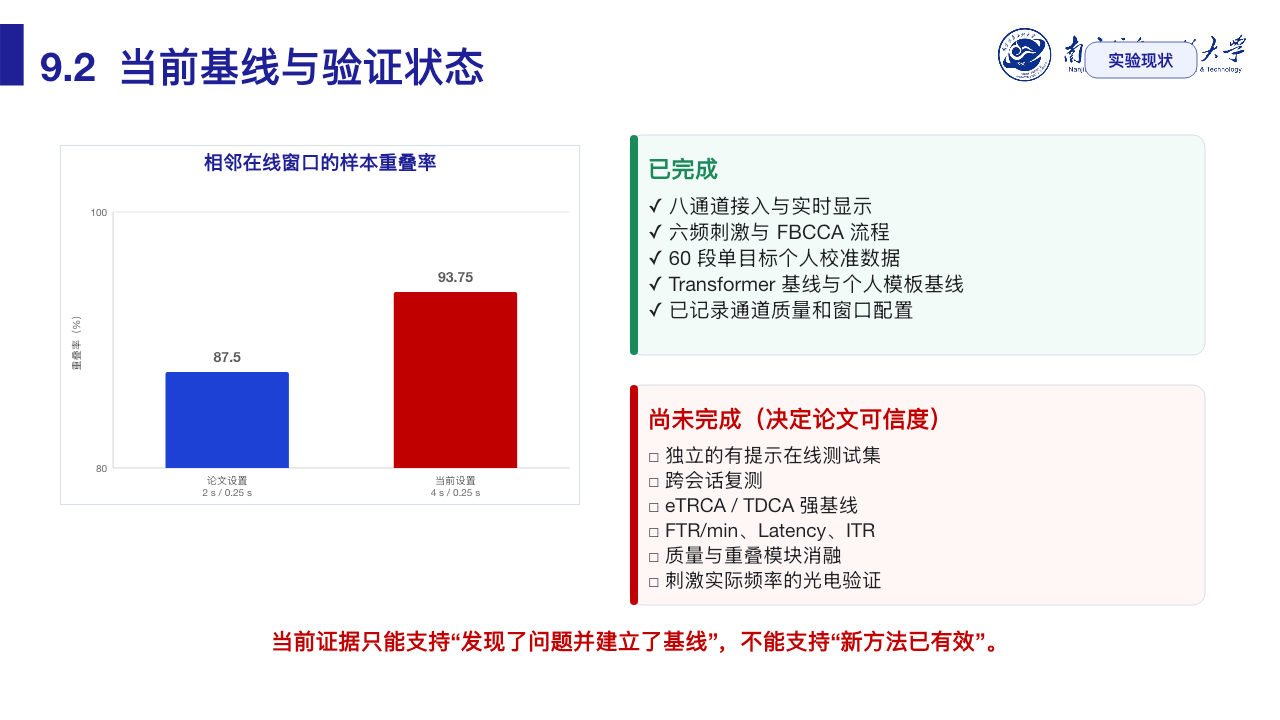 9.2 当前基线与验证状态
实验现状
大学
& Technology
相邻在线窗口的样本重叠率
100
93.75
87.5
重叠率（%）
80
论文设置
2 s / 0.25 s
当前设置
4 s / 0.25 s
已完成
✓ 八通道接入与实时显示
✓ 六频刺激与 FBCCA 流程
✓ 60 段单目标个人校准数据
✓ Transformer 基线与个人模板基线
✓ 已记录通道质量和窗口配置
尚未完成（决定论文可信度）
□ 独立的有提示在线测试集
□ 跨会话复测
□ eTRCA / TDCA 强基线
□ FTR/min、Latency、ITR
□ 质量与重叠模块消融
□ 刺激实际频率的光电验证
当前证据只能支持“发现了问题并建立了基线”，不能支持“新方法已有效”。